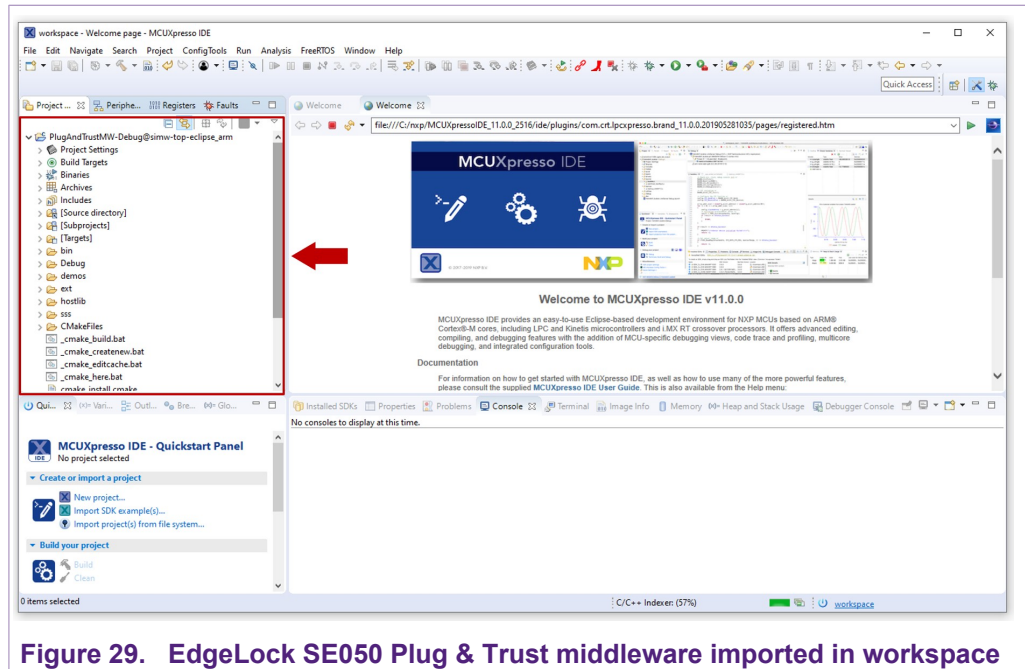 workspace - Welcome page - MCUXpresso IDE
File Edit Navigate Search Project ConfigTools Run Analysis FreeRTOS Window Help
Quick Access
Project ... Periphe... Registers Faults
Welcome Welcome
PlugAndTrustMW-Debug@simw-top-eclipse_arm
Project Settings
Build Targets
Binaries
Archives
Includes
[Source directory]
[Subprojects]
[Targets]
bin
Debug
demos
ext
hostlib
sss
CMakeFiles
_cmake_build.bat
_cmake_createnew.bat
_cmake_editcache.bat
_cmake_here.bat
cmake_install.cmake
file:///C:/nxp/MCUXpressoIDE_11.0.0_2516/ide/plugins/com.crt.lpcxpresso.brand_11.0.0.201905281035/pages/registered.htm
MCUXpresso IDE
NXP
Welcome to MCUXpresso IDE v11.0.0
MCUXpresso IDE provides an easy-to-use Eclipse-based development environment for NXP MCUs based on ARM®
Cortex®-M cores, including LPC and Kinetis microcontrollers and i.MX RT crossover processors. It offers advanced editing,
compiling, and debugging features with the addition of MCU-specific debugging views, code trace and profiling, multicore
debugging, and integrated configuration tools.
Documentation
For information on how to get started with MCUXpresso IDE, as well as how to use many of the more powerful features,
please consult the supplied MCUXpresso IDE User Guide. This is also available from the Help menu:
Qui... (x)= Vari... Outl... Bre... (x)= Glo...
MCUXpresso IDE - Quickstart Panel
IDE No project selected
Create or import a project
New project...
Import SDK example(s)...
Import project(s) from file system...
Build your project
Build
Clean
Installed SDKs Properties Problems Console Terminal Image Info Memory Heap and Stack Usage Debugger Console
No consoles to display at this time.
0 items selected
C/C++ Indexer: (57%)
workspace
Figure 29. EdgeLock SE050 Plug & Trust middleware imported in workspace